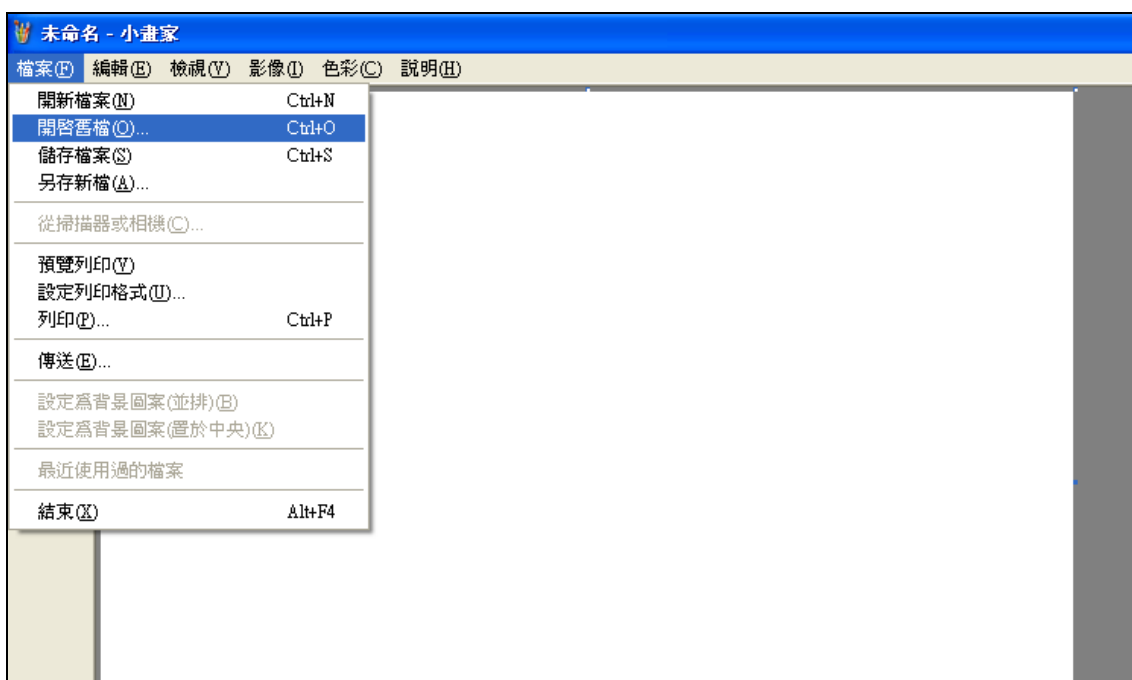 未命名 - 小畫家
檔案(F) 編輯(E) 檢視(V) 影像(I) 色彩(C) 說明(H)
開新檔案(N) Ctrl+N
開啓舊檔(O)... Ctrl+O
儲存檔案(S) Ctrl+S
另存新檔(A)...
從掃描器或相機(C)...
預覽列印(V)
設定列印格式(U)...
列印(P)... Ctrl+P
傳送(E)...
設定爲背景圖案(並排)(B)
設定爲背景圖案(置於中央)(K)
最近使用過的檔案
結束(X) Alt+F4